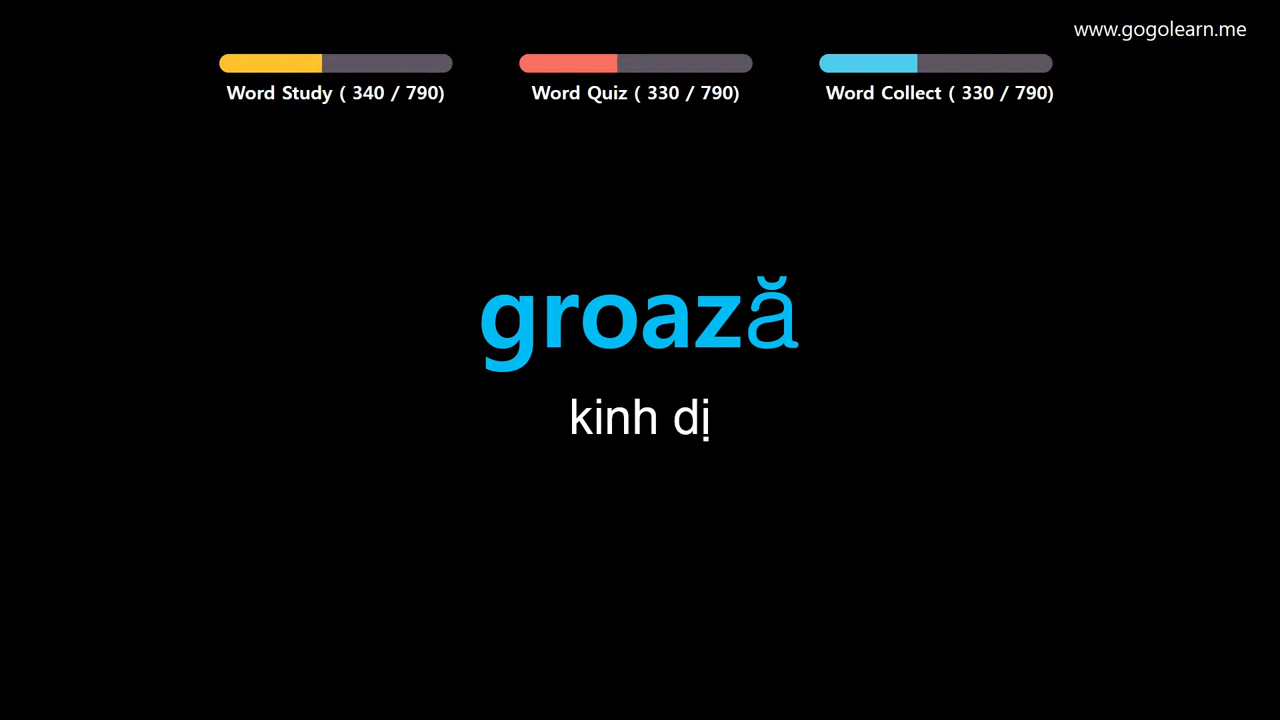 www.gogolearn.me
Word Study ( 340 / 790)
Word Quiz ( 330 / 790)
Word Collect ( 330 / 790)
groază
kinh dị